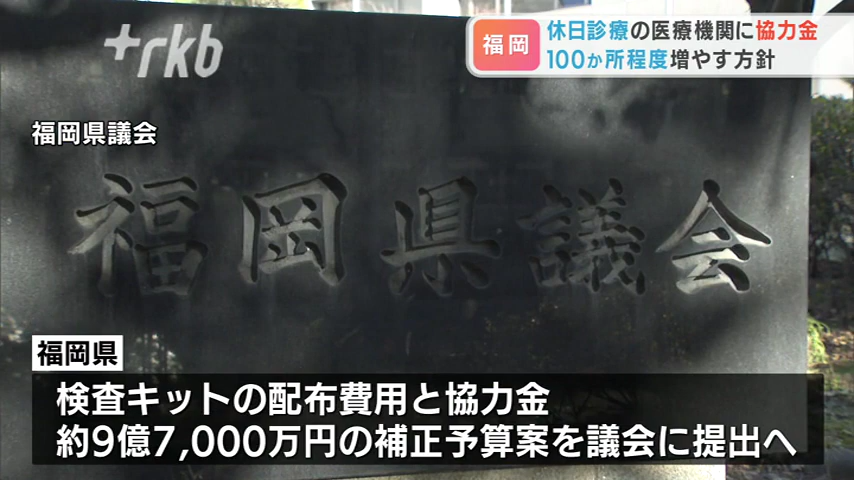 +rkb
福岡
休日診療の医療機関に協力金
100か所程度増やす方針
福岡県議会
福岡県議会
福岡県
検査キットの配布費用と協力金
約9億7,000万円の補正予算案を議会に提出へ